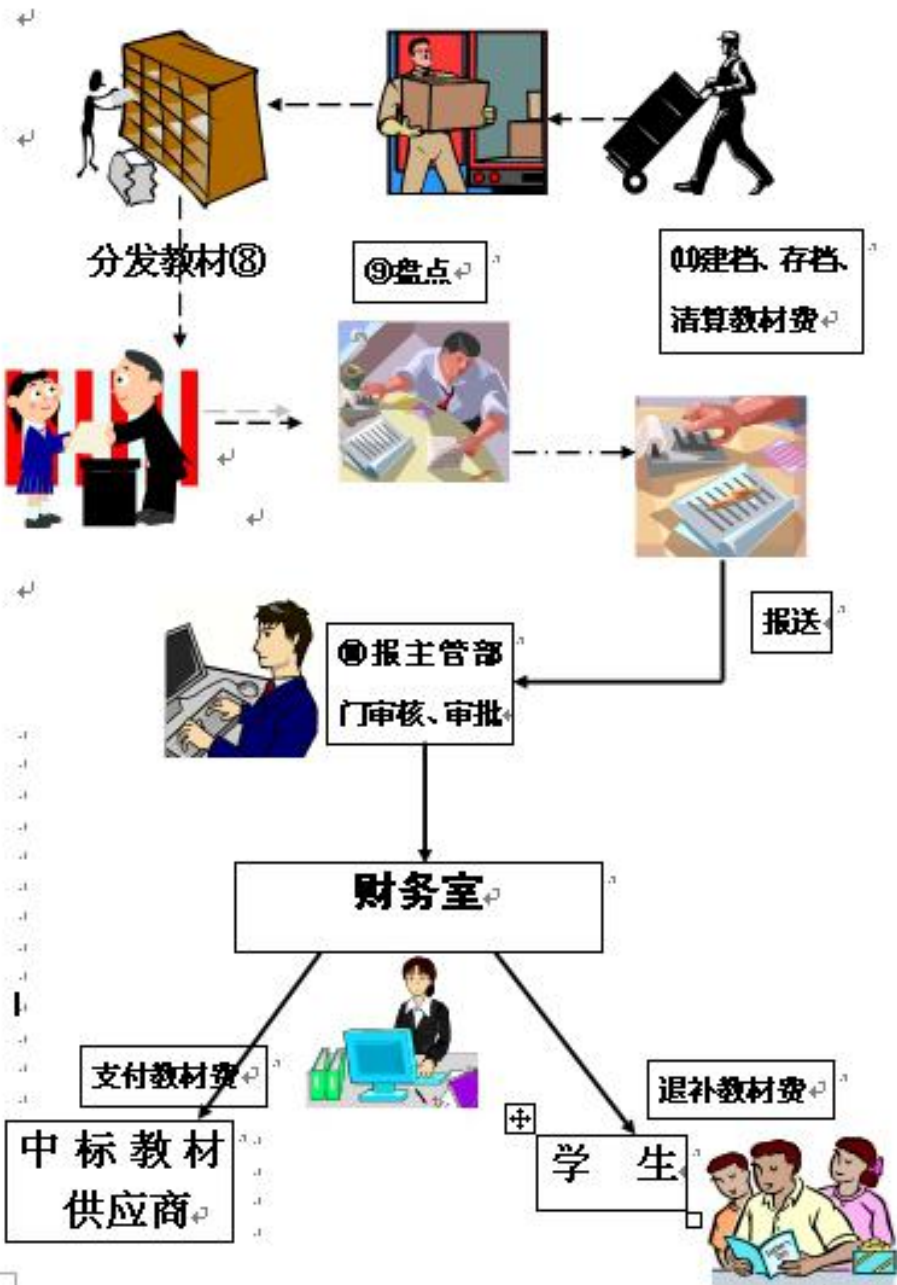 分发教材⑧
⑨盘点
⑾建档、存档、
清算教材费
报送
⑩报主管部
门审核、审批
财务室
支付教材费
退补教材费
中标教材
供应商
学 生